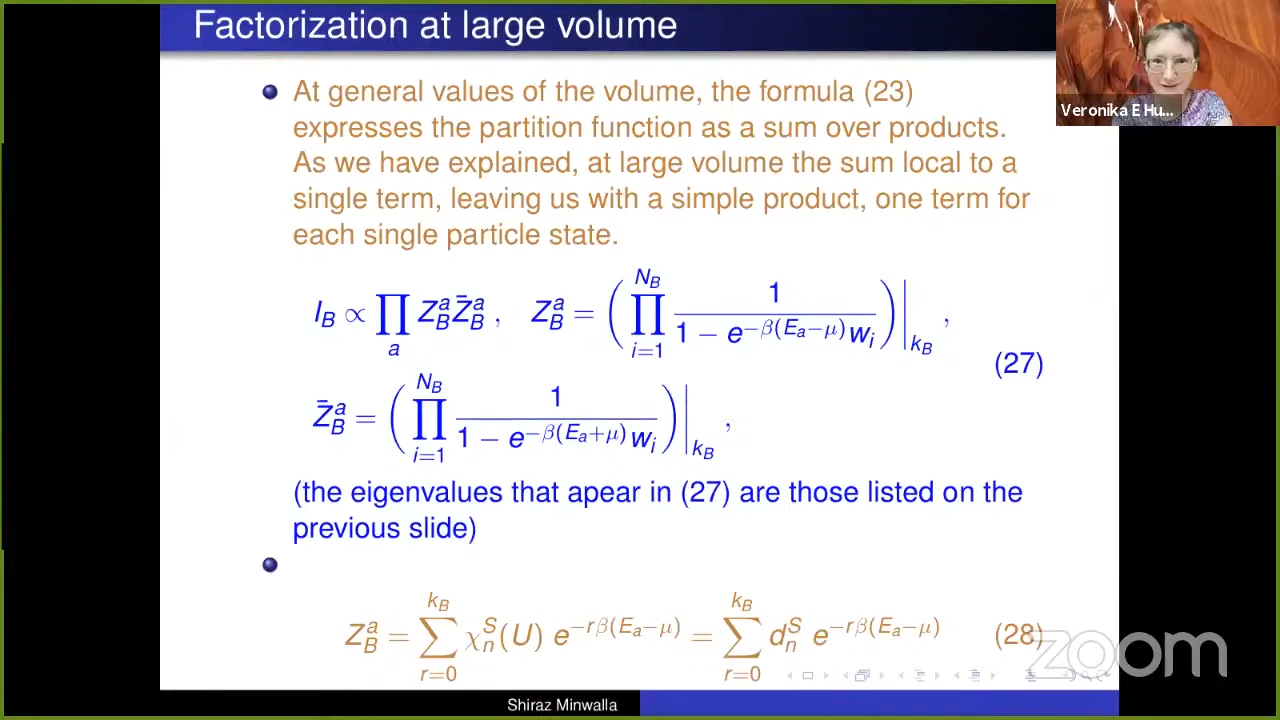 Factorization at large volume
Veronika E Hu...
At general values of the volume, the formula (23)
expresses the partition function as a sum over products.
As we have explained, at large volume the sum local to a
single term, leaving us with a simple product, one term for
each single particle state.
I_B ∝ ∏_a Z_B^a Z̄_B^a , Z_B^a = ( ∏_{i=1}^{N_B} 1 / (1 − e^{−β(E_a−μ)} w_i) )|_{k_B} ,
(27)
Z̄_B^a = ( ∏_{i=1}^{N_B} 1 / (1 − e^{−β(E_a+μ)} w_i) )|_{k_B} ,
(the eigenvalues that apear in (27) are those listed on the
previous slide)
Z_B^a = ∑_{r=0}^{k_B} χ_n^S(U) e^{−rβ(E_a−μ)} = ∑_{r=0}^{k_B} d_n^S e^{−rβ(E_a−μ)} (28)
zoom
Shiraz Minwalla